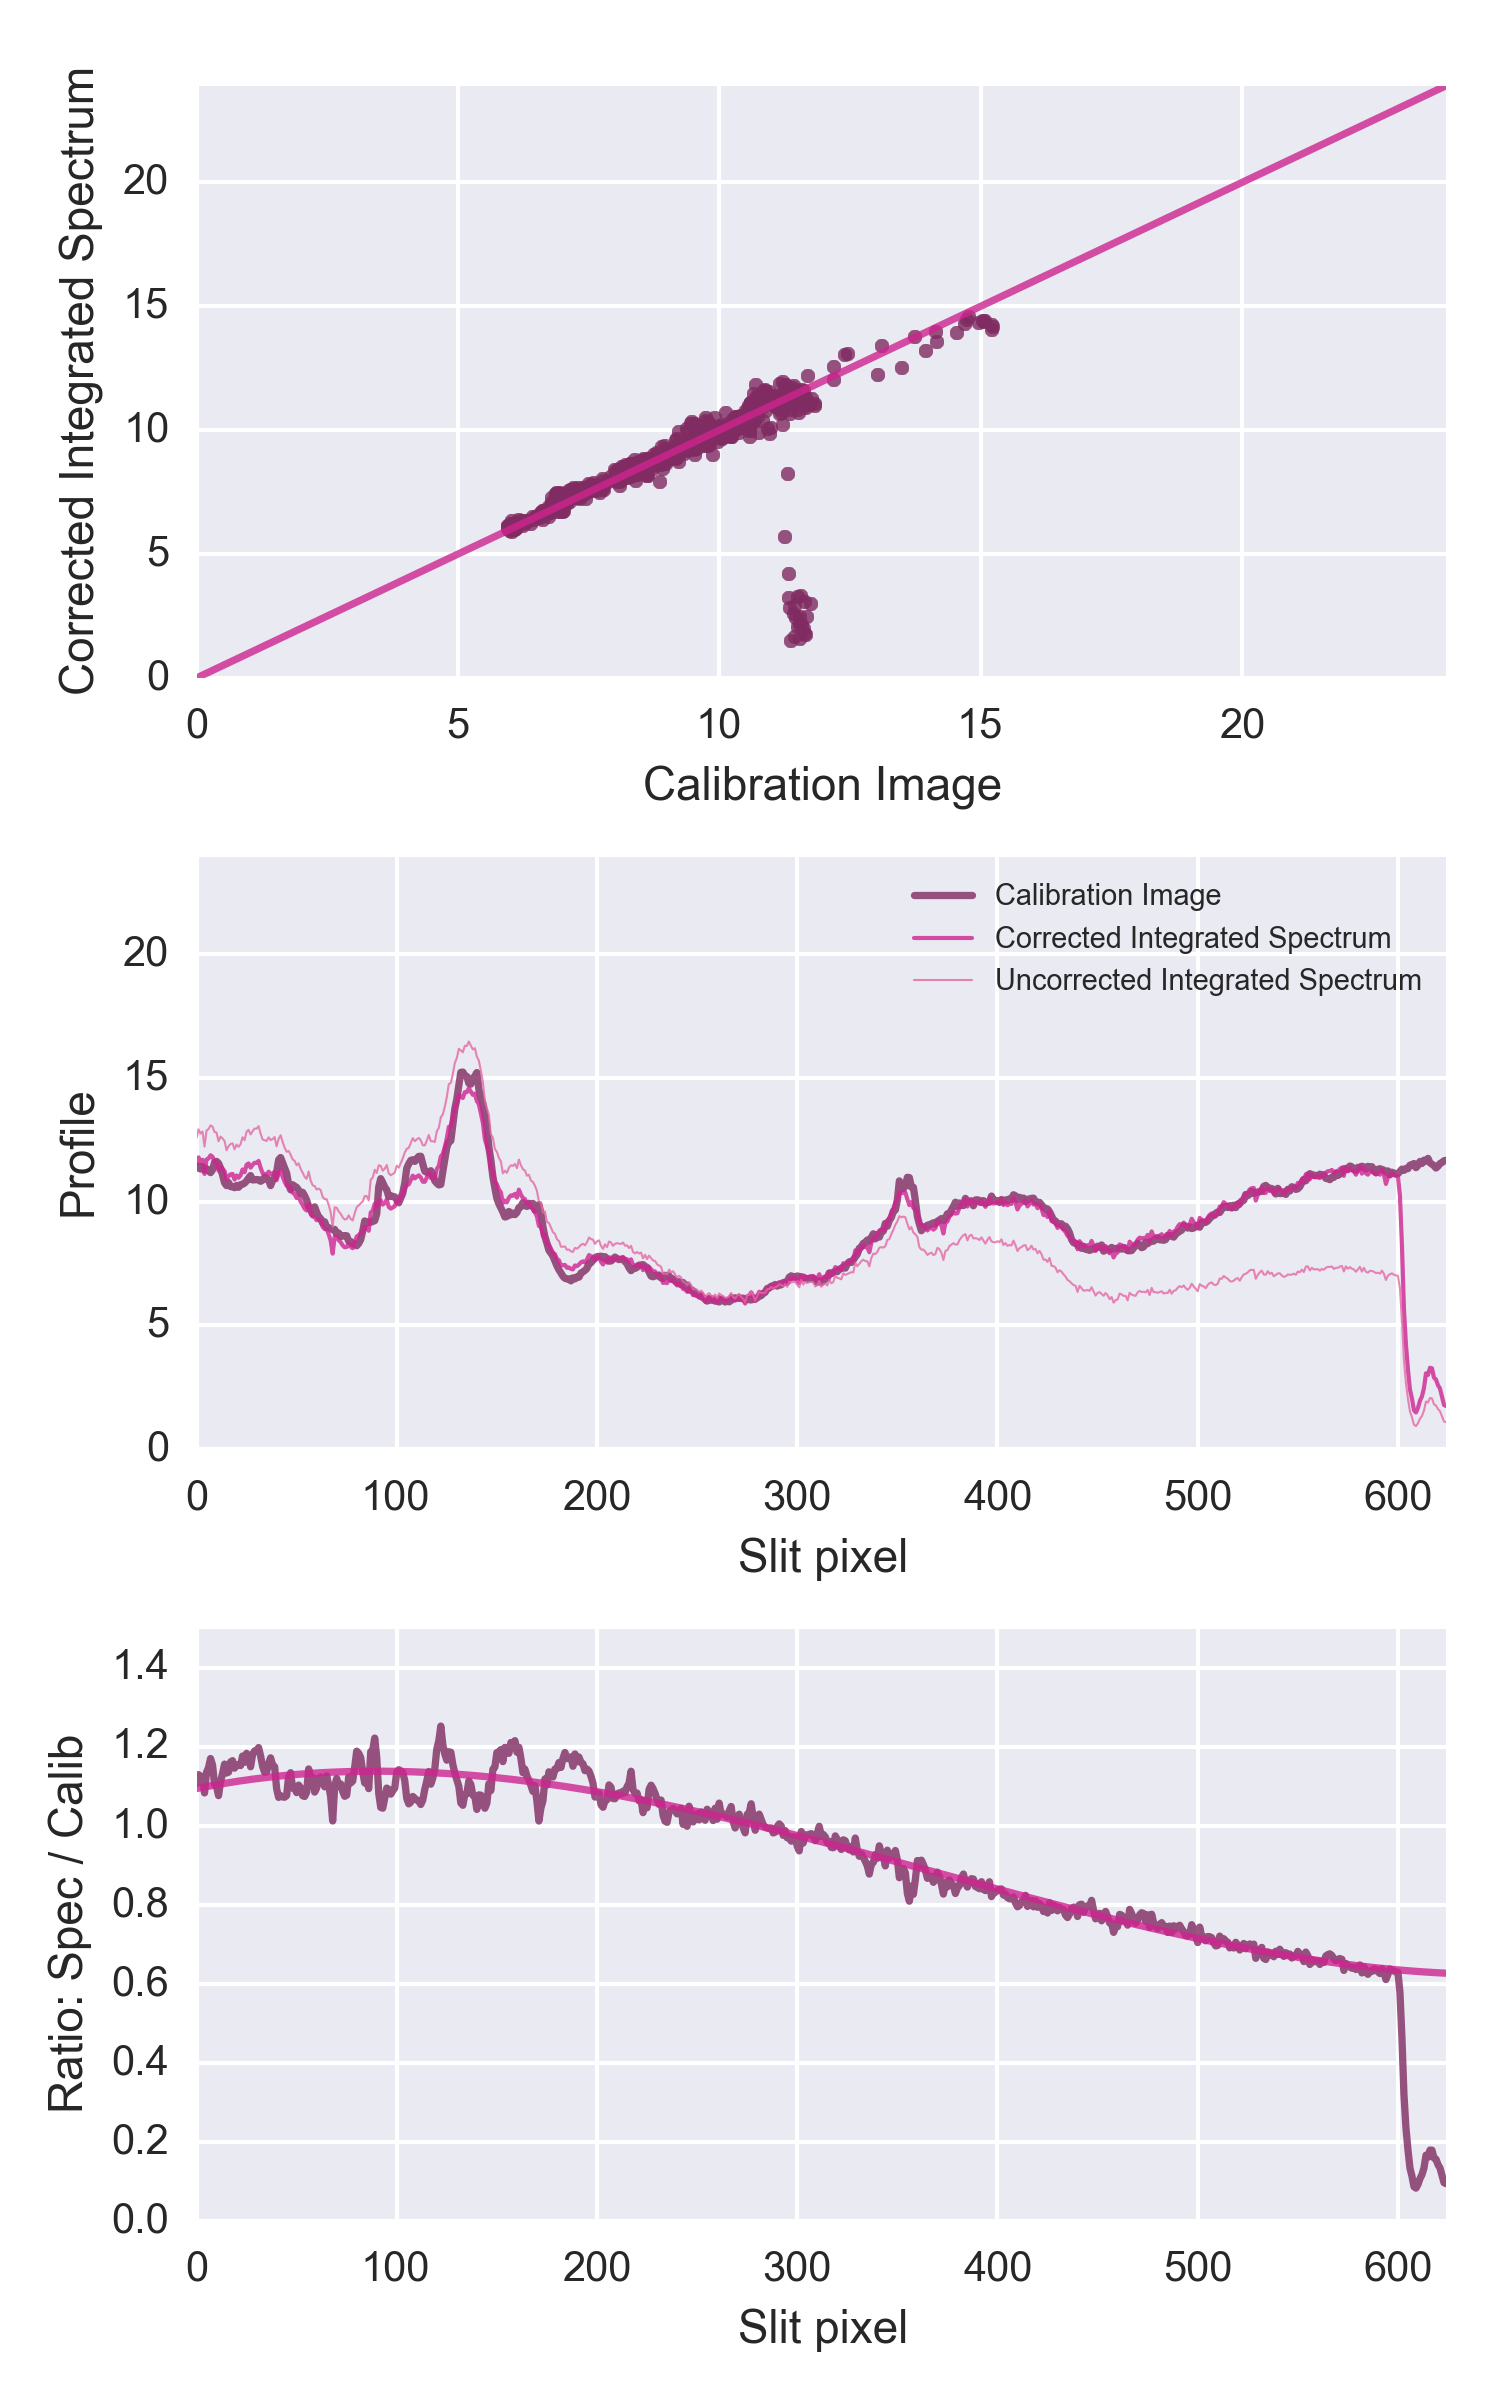 Corrected Integrated Spectrum
20
15
10
5
0
0 5 10 15 20
Calibration Image
Profile
20
15
10
5
0
Calibration Image
Corrected Integrated Spectrum
Uncorrected Integrated Spectrum
0 100 200 300 400 500 600
Slit pixel
Ratio: Spec / Calib
1.4
1.2
1.0
0.8
0.6
0.4
0.2
0.0
0 100 200 300 400 500 600
Slit pixel